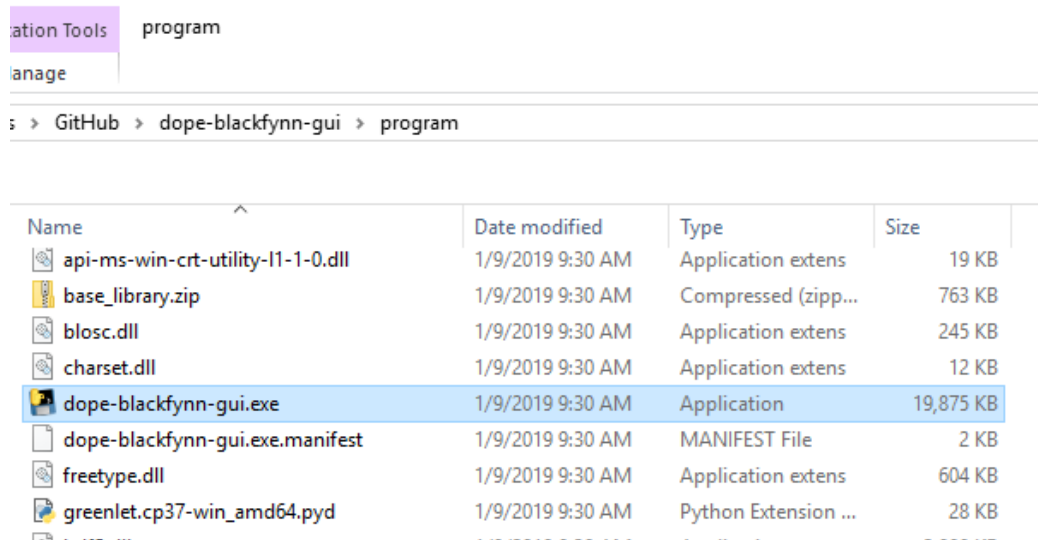 ation Tools program
anage
s > GitHub > dope-blackfynn-gui > program
Name Date modified Type Size
api-ms-win-crt-utility-l1-1-0.dll 1/9/2019 9:30 AM Application extens 19 KB
base_library.zip 1/9/2019 9:30 AM Compressed (zipp... 763 KB
blosc.dll 1/9/2019 9:30 AM Application extens 245 KB
charset.dll 1/9/2019 9:30 AM Application extens 12 KB
dope-blackfynn-gui.exe 1/9/2019 9:30 AM Application 19,875 KB
dope-blackfynn-gui.exe.manifest 1/9/2019 9:30 AM MANIFEST File 2 KB
freetype.dll 1/9/2019 9:30 AM Application extens 604 KB
greenlet.cp37-win_amd64.pyd 1/9/2019 9:30 AM Python Extension ... 28 KB